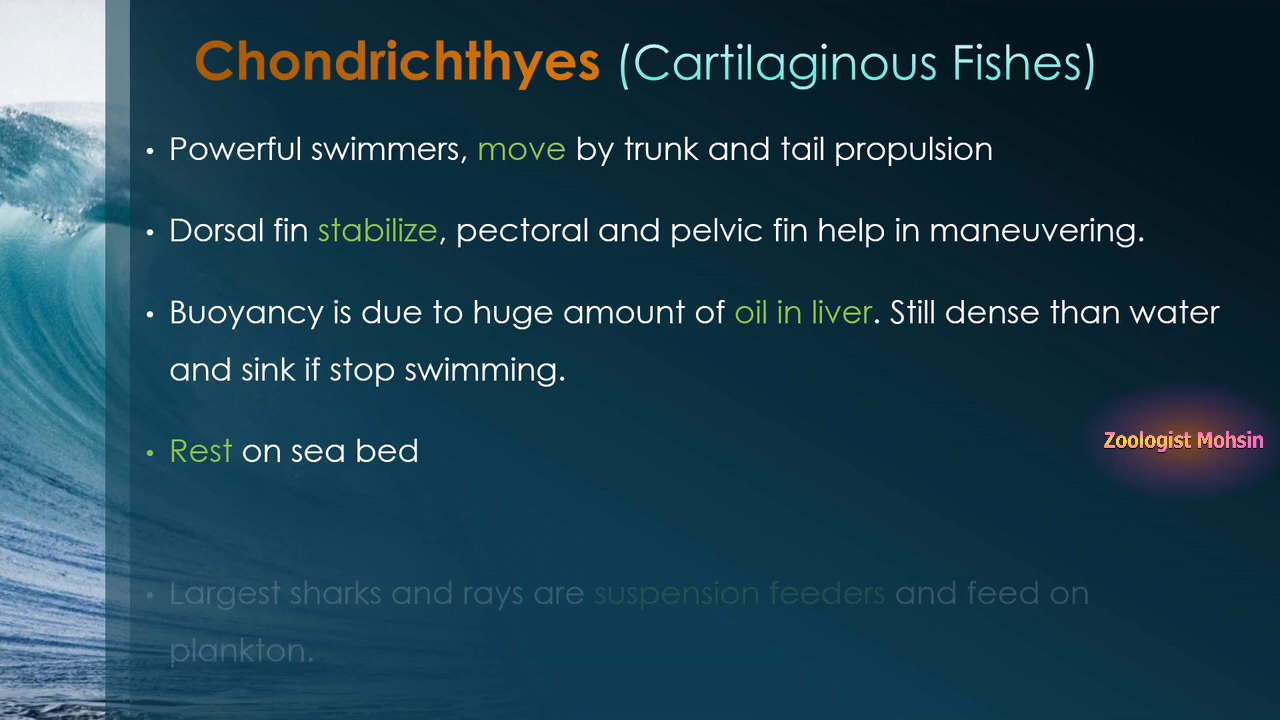 Chondrichthyes (Cartilaginous Fishes)
• Powerful swimmers, move by trunk and tail propulsion
• Dorsal fin stabilize, pectoral and pelvic fin help in maneuvering.
• Buoyancy is due to huge amount of oil in liver. Still dense than water
and sink if stop swimming.
Zoologist Mohsin
• Rest on sea bed
• Largest sharks and rays are suspension feeders and feed on
plankton.